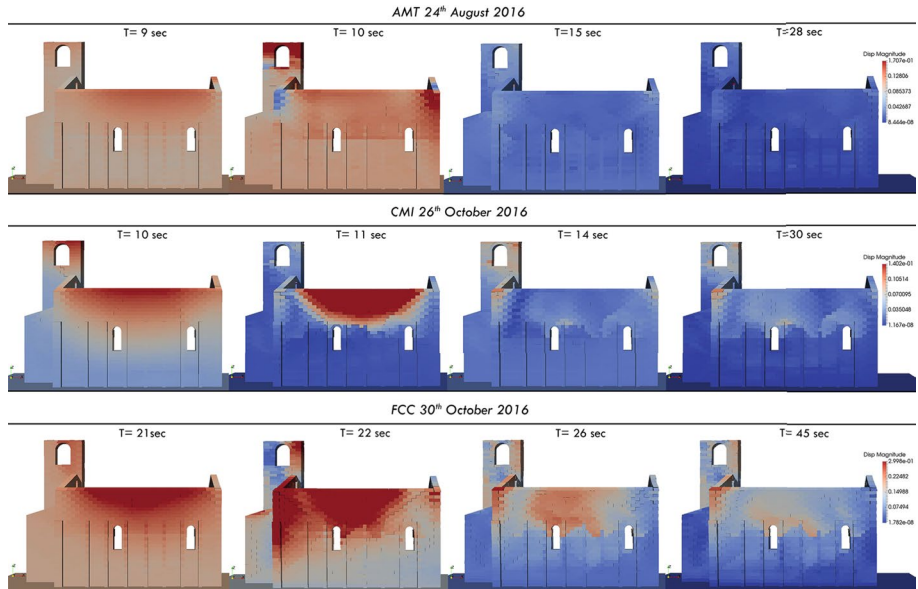 AMT 24th August 2016
T= 9 sec
T= 10 sec
T=15 sec
T=28 sec
Disp Magnitude
1.707e-01
0.12806
0.085373
0.042687
8.466e-08
CMI 26th October 2016
T= 10 sec
T= 11 sec
T= 14 sec
T=30 sec
Disp Magnitude
1.402e-01
0.10514
0.070095
0.035048
1.167e-08
FCC 30th October 2016
T= 21sec
T= 22 sec
T= 26 sec
T= 45 sec
Disp Magnitude
2.998e-01
0.22482
0.14988
0.07494
1.782e-08